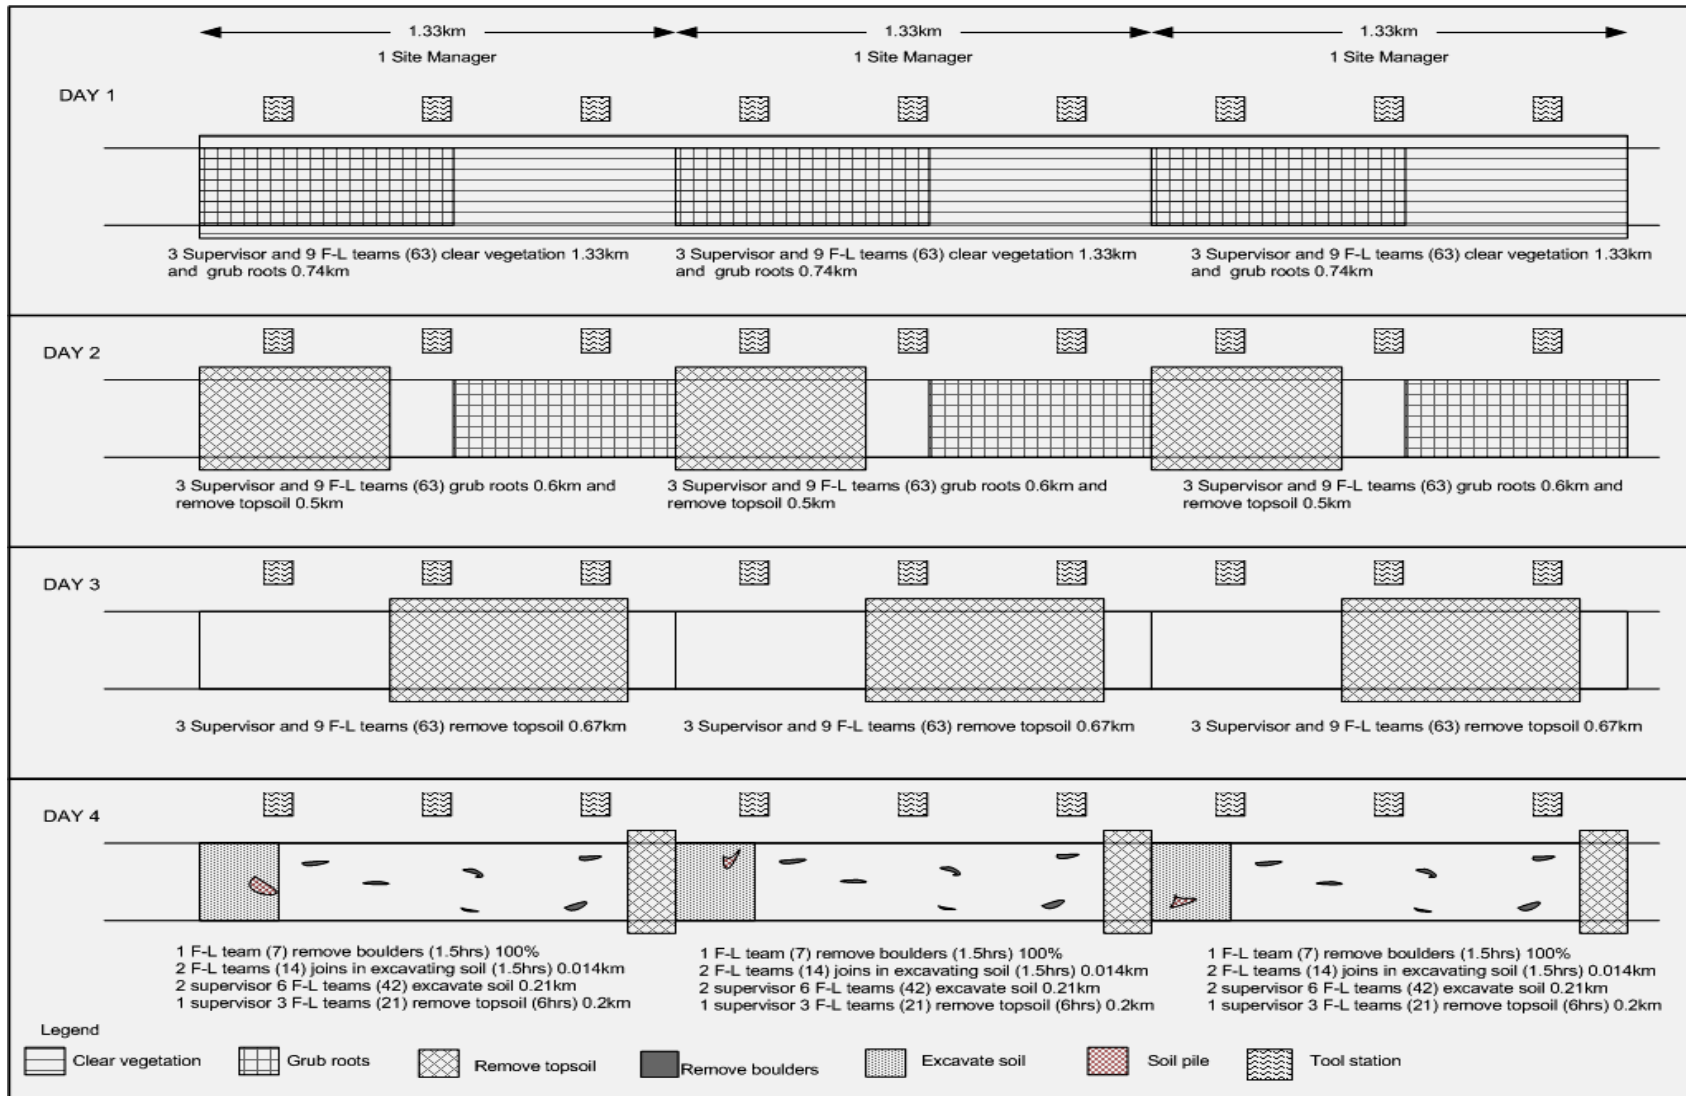 1.33km 1.33km 1.33km
1 Site Manager 1 Site Manager 1 Site Manager
DAY 1
3 Supervisor and 9 F-L teams (63) clear vegetation 1.33km
and grub roots 0.74km
3 Supervisor and 9 F-L teams (63) clear vegetation 1.33km
and grub roots 0.74km
3 Supervisor and 9 F-L teams (63) clear vegetation 1.33km
and grub roots 0.74km
DAY 2
3 Supervisor and 9 F-L teams (63) grub roots 0.6km and
remove topsoil 0.5km
3 Supervisor and 9 F-L teams (63) grub roots 0.6km and
remove topsoil 0.5km
3 Supervisor and 9 F-L teams (63) grub roots 0.6km and
remove topsoil 0.5km
DAY 3
3 Supervisor and 9 F-L teams (63) remove topsoil 0.67km
3 Supervisor and 9 F-L teams (63) remove topsoil 0.67km
3 Supervisor and 9 F-L teams (63) remove topsoil 0.67km
DAY 4
1 F-L team (7) remove boulders (1.5hrs) 100%
2 F-L teams (14) joins in excavating soil (1.5hrs) 0.014km
2 supervisor 6 F-L teams (42) excavate soil 0.21km
1 supervisor 3 F-L teams (21) remove topsoil (6hrs) 0.2km
1 F-L team (7) remove boulders (1.5hrs) 100%
2 F-L teams (14) joins in excavating soil (1.5hrs) 0.014km
2 supervisor 6 F-L teams (42) excavate soil 0.21km
1 supervisor 3 F-L teams (21) remove topsoil (6hrs) 0.2km
1 F-L team (7) remove boulders (1.5hrs) 100%
2 F-L teams (14) joins in excavating soil (1.5hrs) 0.014km
2 supervisor 6 F-L teams (42) excavate soil 0.21km
1 supervisor 3 F-L teams (21) remove topsoil (6hrs) 0.2km
Legend
Clear vegetation
Grub roots
Remove topsoil
Remove boulders
Excavate soil
Soil pile
Tool station